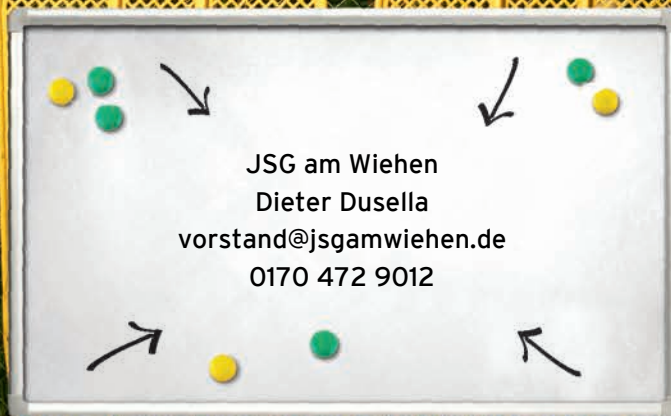 JSG am Wiehen
Dieter Dusella
vorstand@jsgamwiehen.de
0170 472 9012